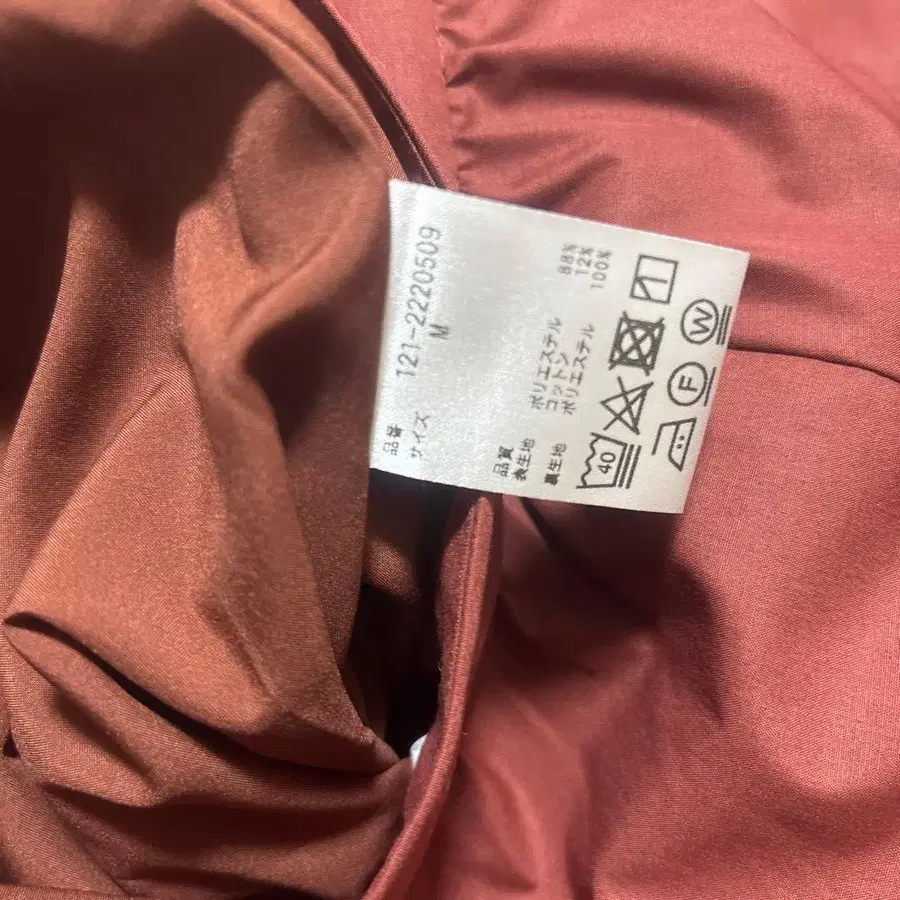 品番 121-2220509
サイズ M
品質
表生地 ポリエステル 88%
コットン 12%
裏生地 ポリエステル 100%
40
W
F